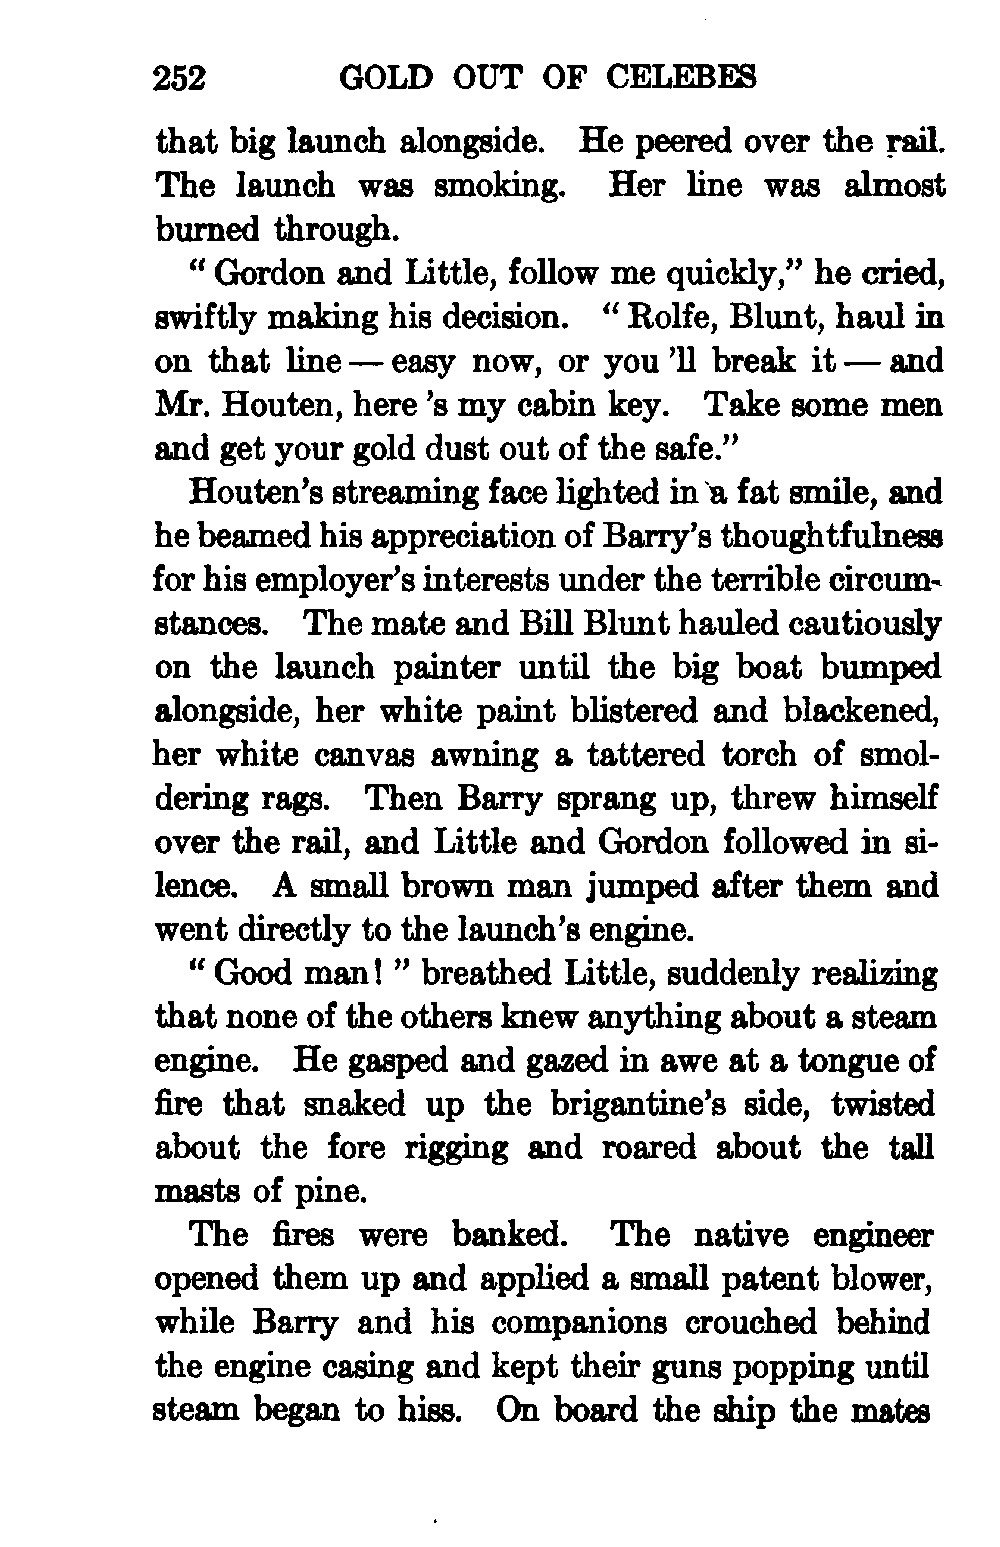 252 GOLD OUT OF CELEBES
that big launch alongside. He peered over the rail.
The launch was smoking. Her line was almost
burned through.
" Gordon and Little, follow me quickly," he cried,
swiftly making his decision. " Rolfe, Blunt, haul in
on that line — easy now, or you 'll break it — and
Mr. Houten, here 's my cabin key. Take some men
and get your gold dust out of the safe."
Houten's streaming face lighted in a fat smile, and
he beamed his appreciation of Barry's thoughtfulness
for his employer's interests under the terrible circum-
stances. The mate and Bill Blunt hauled cautiously
on the launch painter until the big boat bumped
alongside, her white paint blistered and blackened,
her white canvas awning a tattered torch of smol-
dering rags. Then Barry sprang up, threw himself
over the rail, and Little and Gordon followed in si-
lence. A small brown man jumped after them and
went directly to the launch's engine.
" Good man! " breathed Little, suddenly realizing
that none of the others knew anything about a steam
engine. He gasped and gazed in awe at a tongue of
fire that snaked up the brigantine's side, twisted
about the fore rigging and roared about the tall
masts of pine.
The fires were banked. The native engineer
opened them up and applied a small patent blower,
while Barry and his companions crouched behind
the engine casing and kept their guns popping until
steam began to hiss. On board the ship the mates